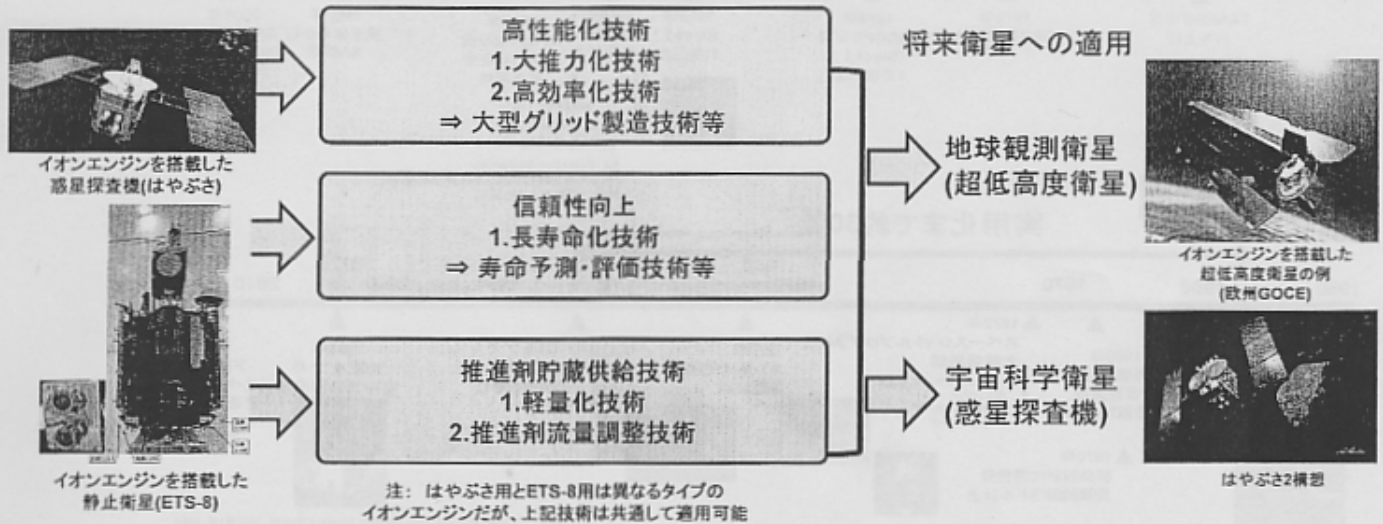 イオンエンジンを搭載した
惑星探査機(はやぶさ)
イオンエンジンを搭載した
静止衛星(ETS-8)
高性能化技術
1.大推力化技術
2.高効率化技術
⇒ 大型グリッド製造技術等
信頼性向上
1.長寿命化技術
⇒ 寿命予測・評価技術等
推進剤貯蔵供給技術
1.軽量化技術
2.推進剤流量調整技術
注: はやぶさ用とETS-8用は異なるタイプの
イオンエンジンだが、上記技術は共通して適用可能
将来衛星への適用
地球観測衛星
(超低高度衛星)
宇宙科学衛星
(惑星探査機)
イオンエンジンを搭載した
超低高度衛星の例
(欧州GOCE)
はやぶさ2構想